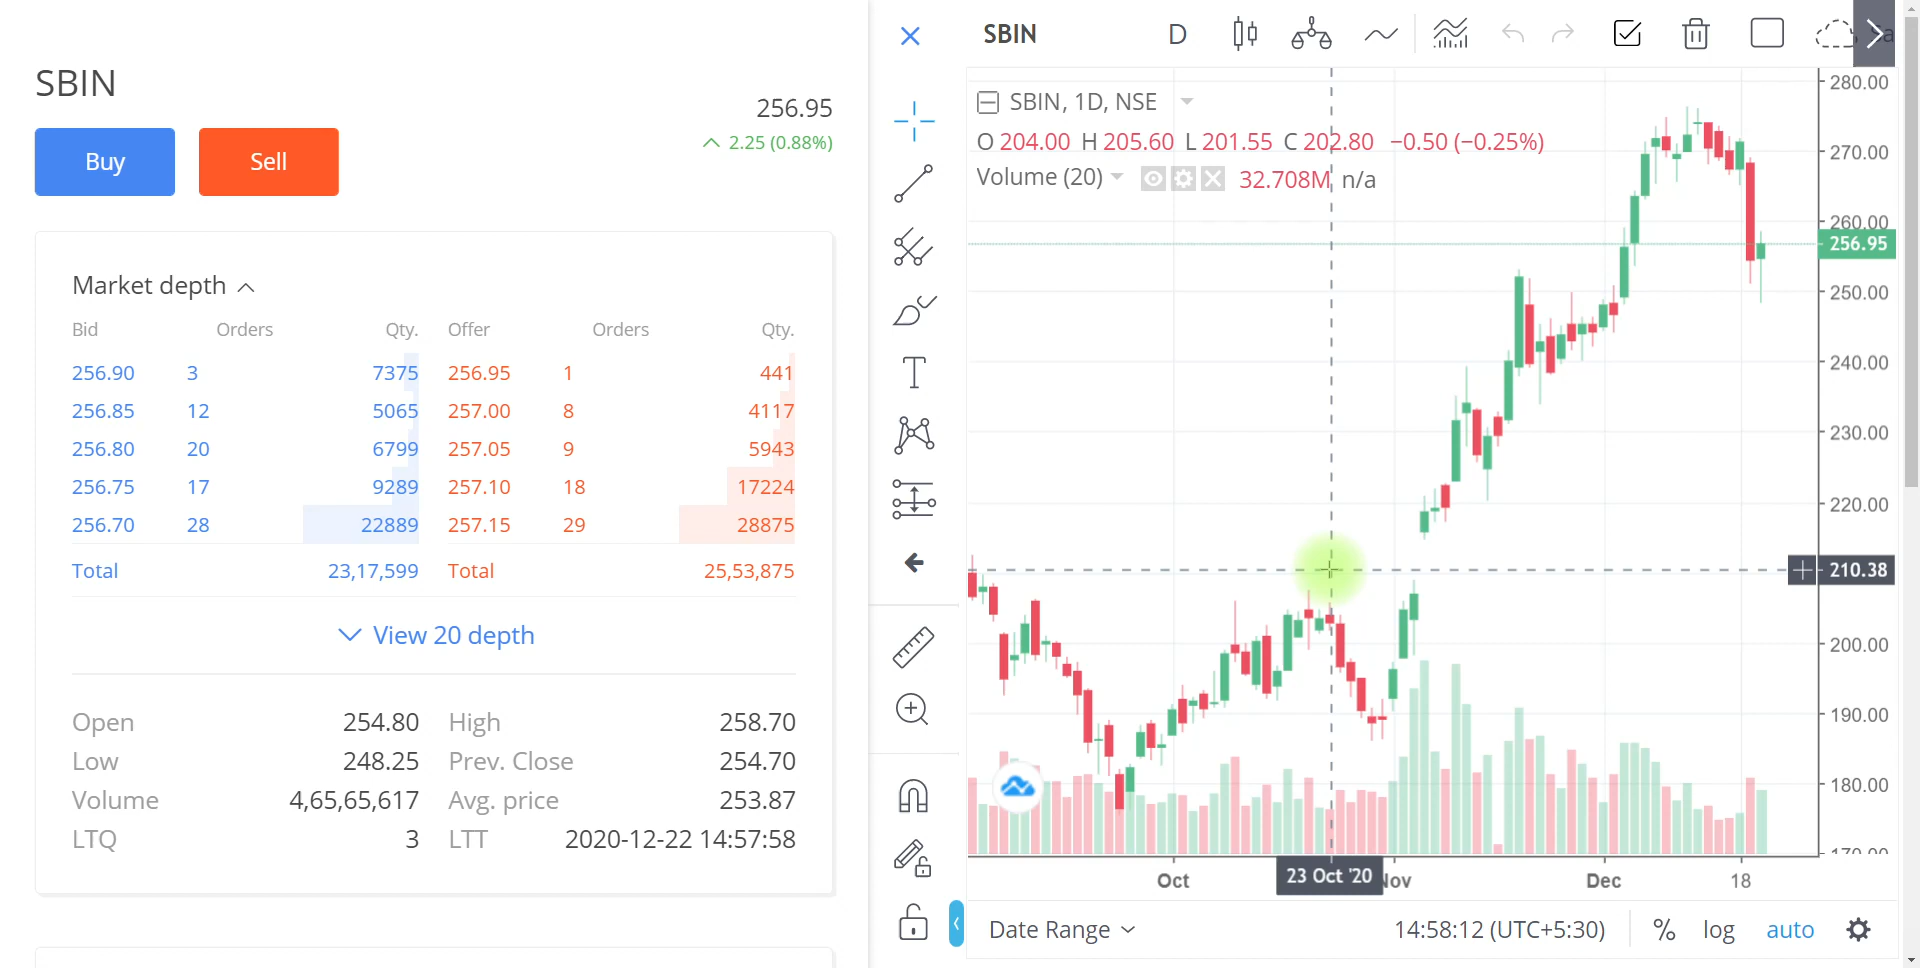 SBIN
256.95
2.25 (0.88%)
Buy Sell
Market depth
Bid Orders Qty. Offer Orders Qty.
256.90 3 7375 256.95 1 441
256.85 12 5065 257.00 8 4117
256.80 20 6799 257.05 9 5943
256.75 17 9289 257.10 18 17224
256.70 28 22889 257.15 29 28875
Total 23,17,599 Total 25,53,875
View 20 depth
Open 254.80 High 258.70
Low 248.25 Prev. Close 254.70
Volume 4,65,65,617 Avg. price 253.87
LTQ 3 LTT 2020-12-22 14:57:58
SBIN D
SBIN, 1D, NSE
O 204.00 H 205.60 L 201.55 C 202.80 −0.50 (−0.25%)
Volume (20) 32.708M n/a
T
280.00
270.00
260.00
256.95
250.00
240.00
230.00
220.00
210.38
200.00
190.00
180.00
170.00
Oct 23 Oct '20 Nov Dec 18
Date Range 14:58:12 (UTC+5:30) % log auto